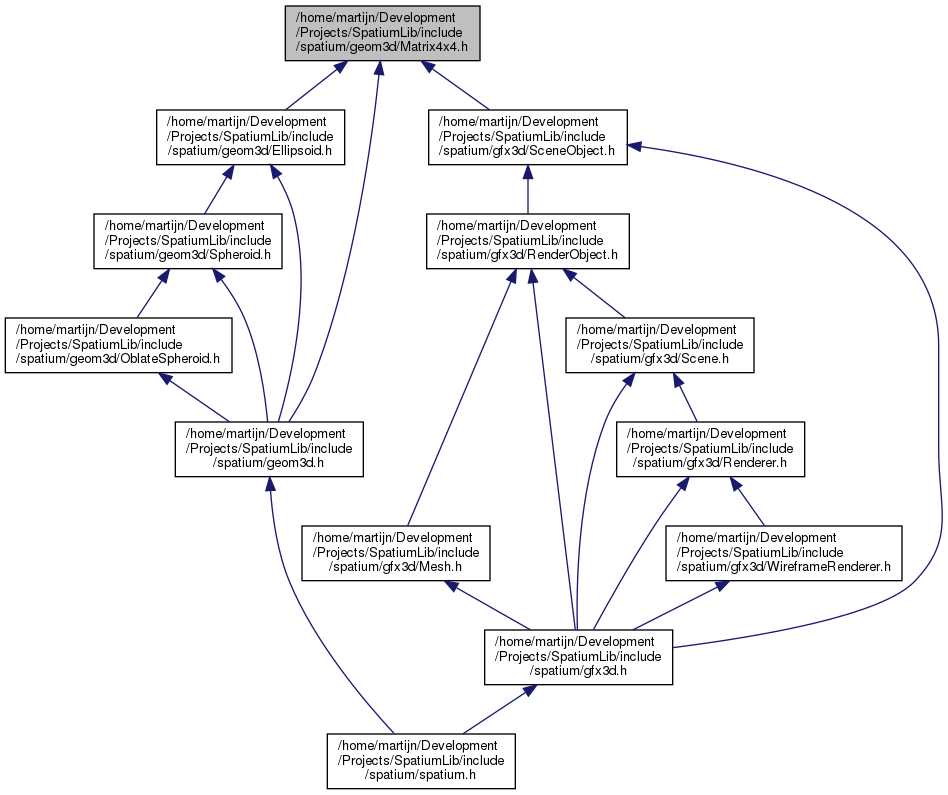 /home/martijn/Development
/Projects/SpatiumLib/include
/spatium/geom3d/Matrix4x4.h
/home/martijn/Development
/Projects/SpatiumLib/include
/spatium/geom3d/Ellipsoid.h
/home/martijn/Development
/Projects/SpatiumLib/include
/spatium/gfx3d/SceneObject.h
/home/martijn/Development
/Projects/SpatiumLib/include
/spatium/geom3d/Spheroid.h
/home/martijn/Development
/Projects/SpatiumLib/include
/spatium/gfx3d/RenderObject.h
/home/martijn/Development
/Projects/SpatiumLib/include
/spatium/geom3d/OblateSpheroid.h
/home/martijn/Development
/Projects/SpatiumLib/include
/spatium/gfx3d/Scene.h
/home/martijn/Development
/Projects/SpatiumLib/include
/spatium/geom3d.h
/home/martijn/Development
/Projects/SpatiumLib/include
/spatium/gfx3d/Renderer.h
/home/martijn/Development
/Projects/SpatiumLib/include
/spatium/gfx3d/Mesh.h
/home/martijn/Development
/Projects/SpatiumLib/include
/spatium/gfx3d/WireframeRenderer.h
/home/martijn/Development
/Projects/SpatiumLib/include
/spatium/gfx3d.h
/home/martijn/Development
/Projects/SpatiumLib/include
/spatium/spatium.h